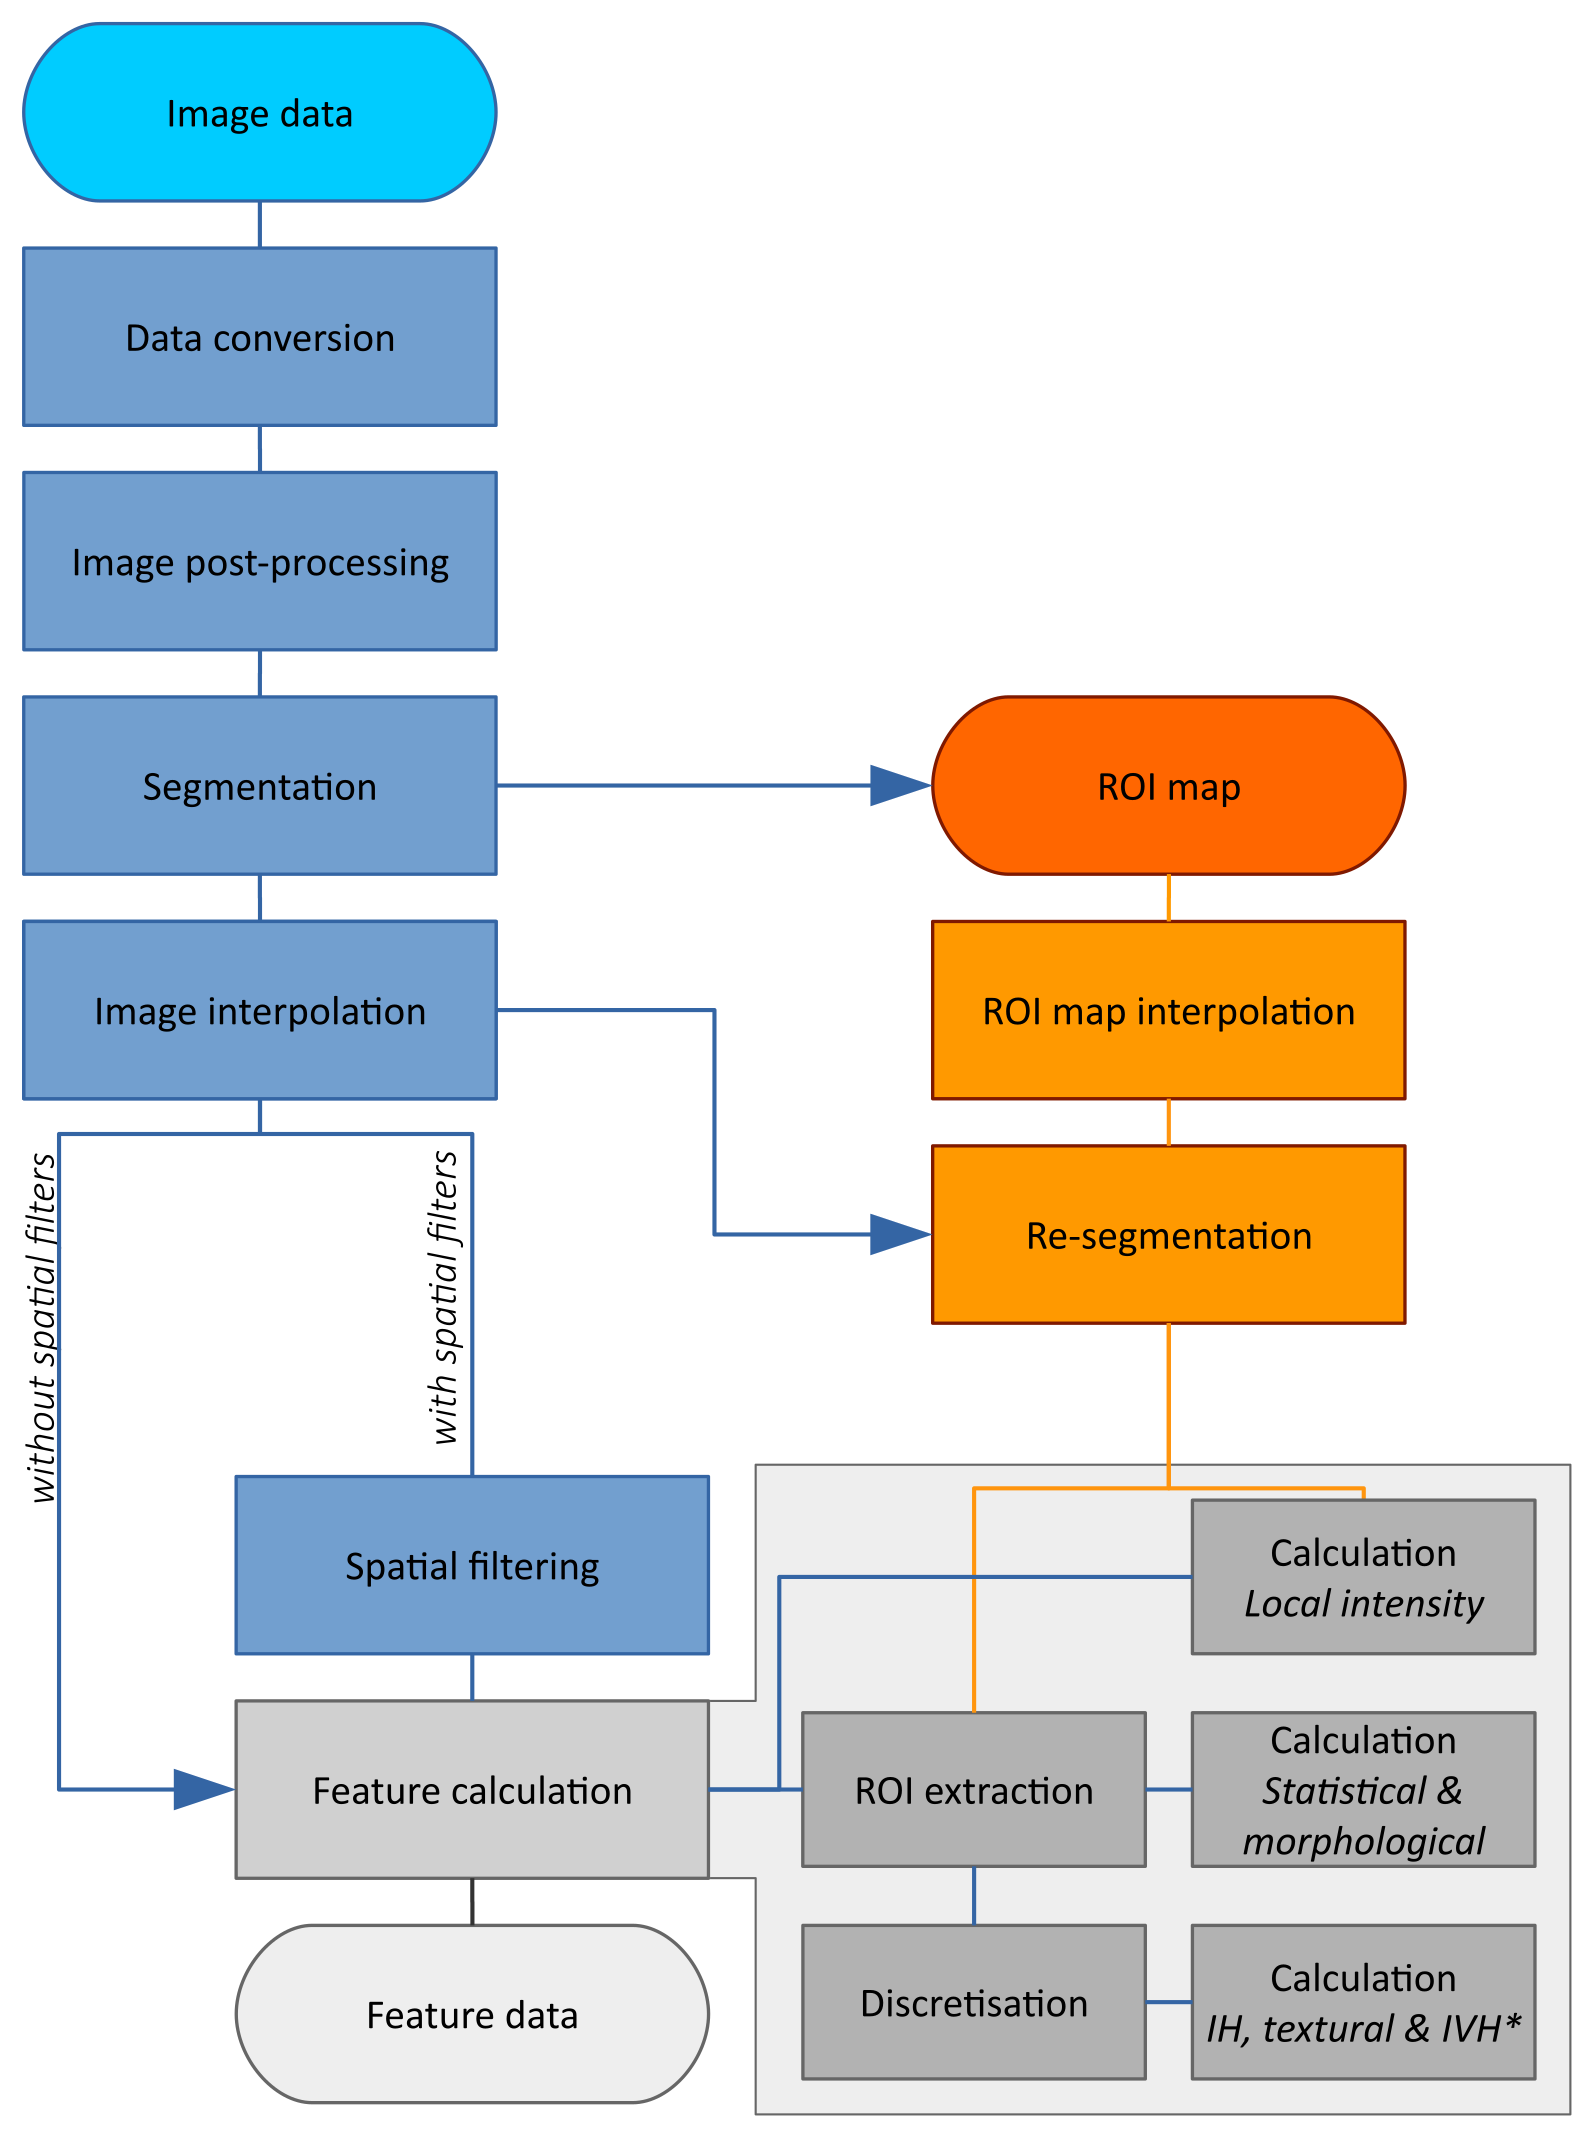 Image data
Data conversion
Image post-processing
Segmentation
ROI map
Image interpolation
ROI map interpolation
Re-segmentation
without spatial filters
with spatial filters
Spatial filtering
Calculation
Local intensity
Feature calculation
ROI extraction
Calculation
Statistical &
morphological
Feature data
Discretisation
Calculation
IH, textural & IVH*